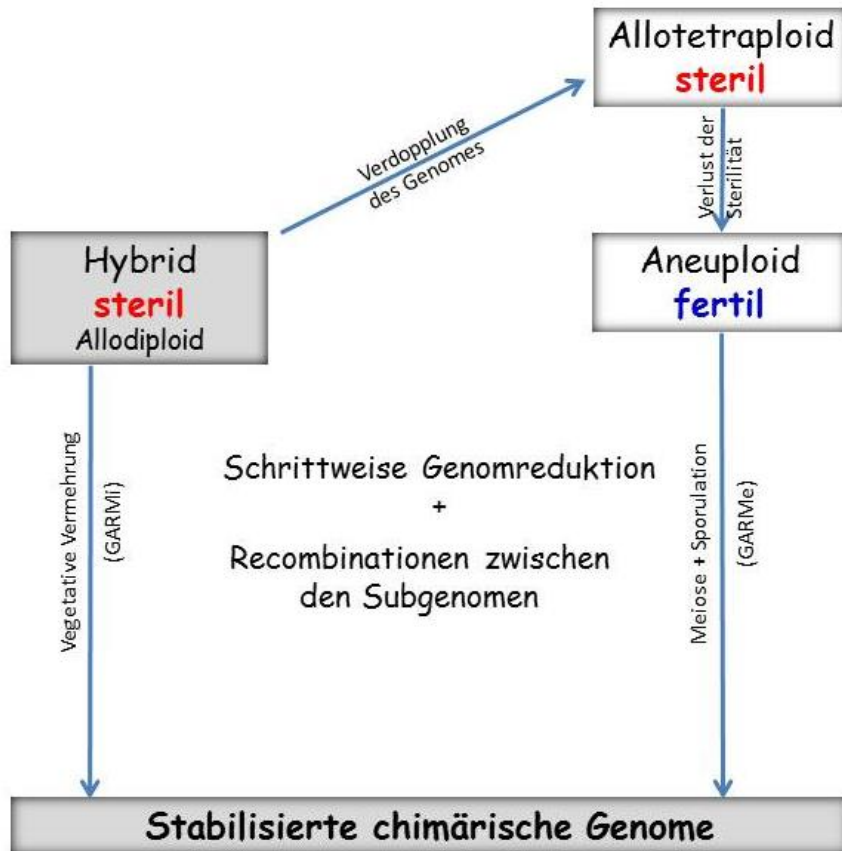 Allotetraploid
steril
Verdopplung
des Genomes
Verlust der
Sterilität
Hybrid
steril
Allodiploid
Aneuploid
fertil
Vegetative Vermehrung
(GARMi)
Schrittweise Genomreduktion
+
Recombinationen zwischen
den Subgenomen
Meiose + Sporulation
(GARMe)
Stabilisierte chimärische Genome